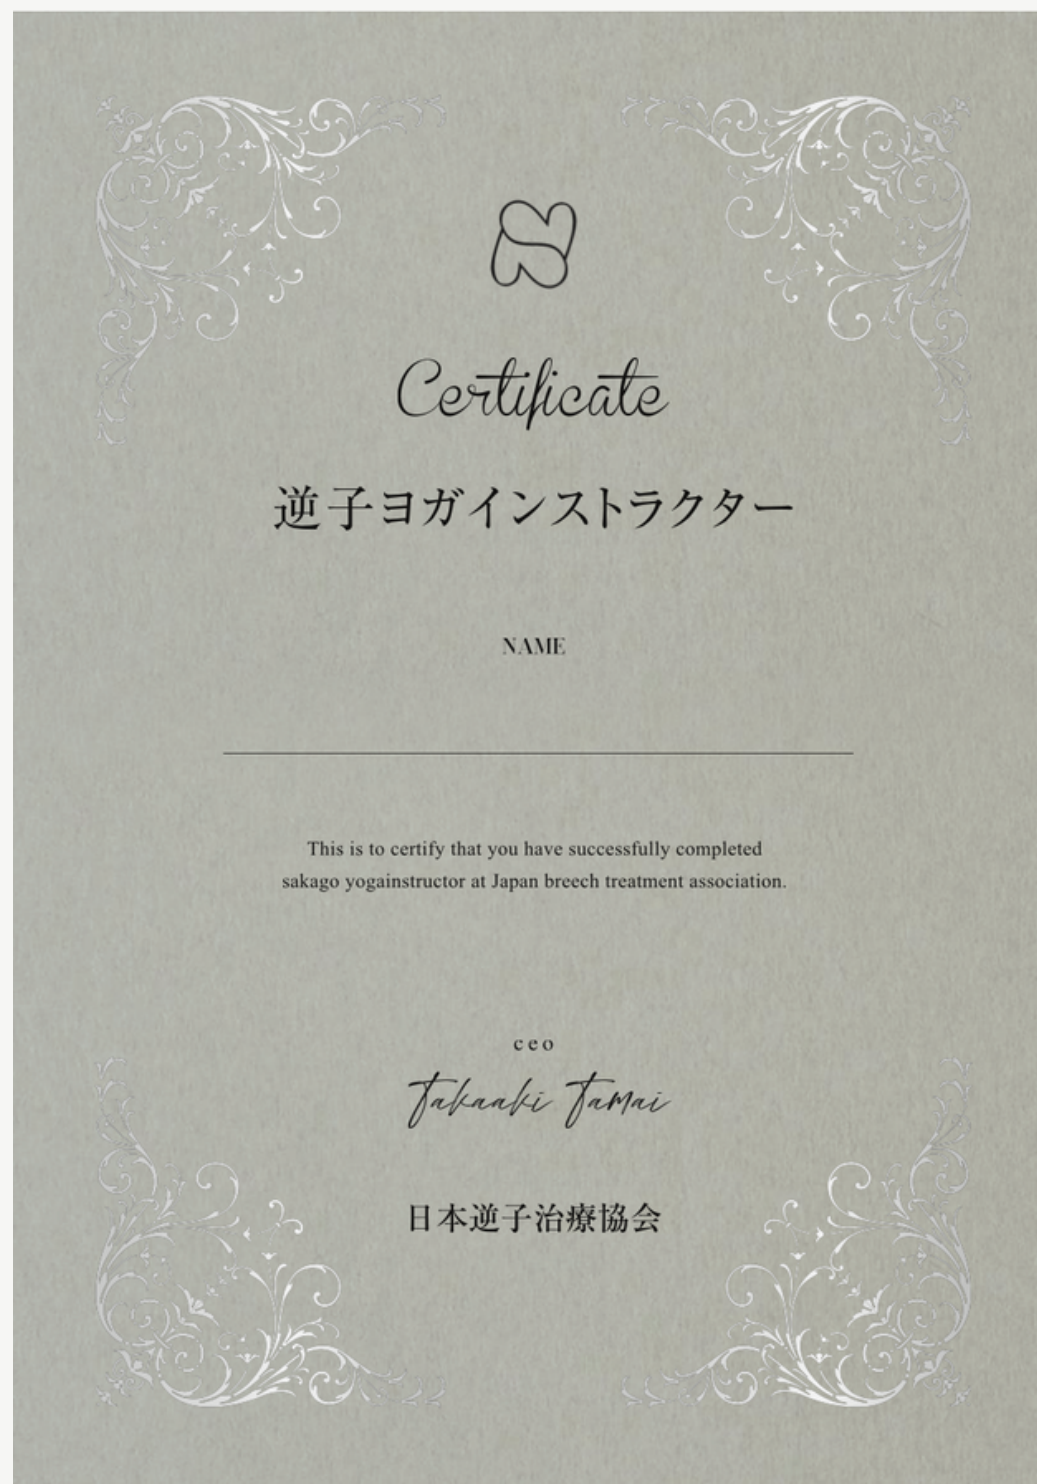 Certificate
逆子ヨガインストラクター
NAME
This is to certify that you have successfully completed
sakago yogainstructor at Japan breech treatment association.
ceo
Takaaki Tamai
日本逆子治療協会